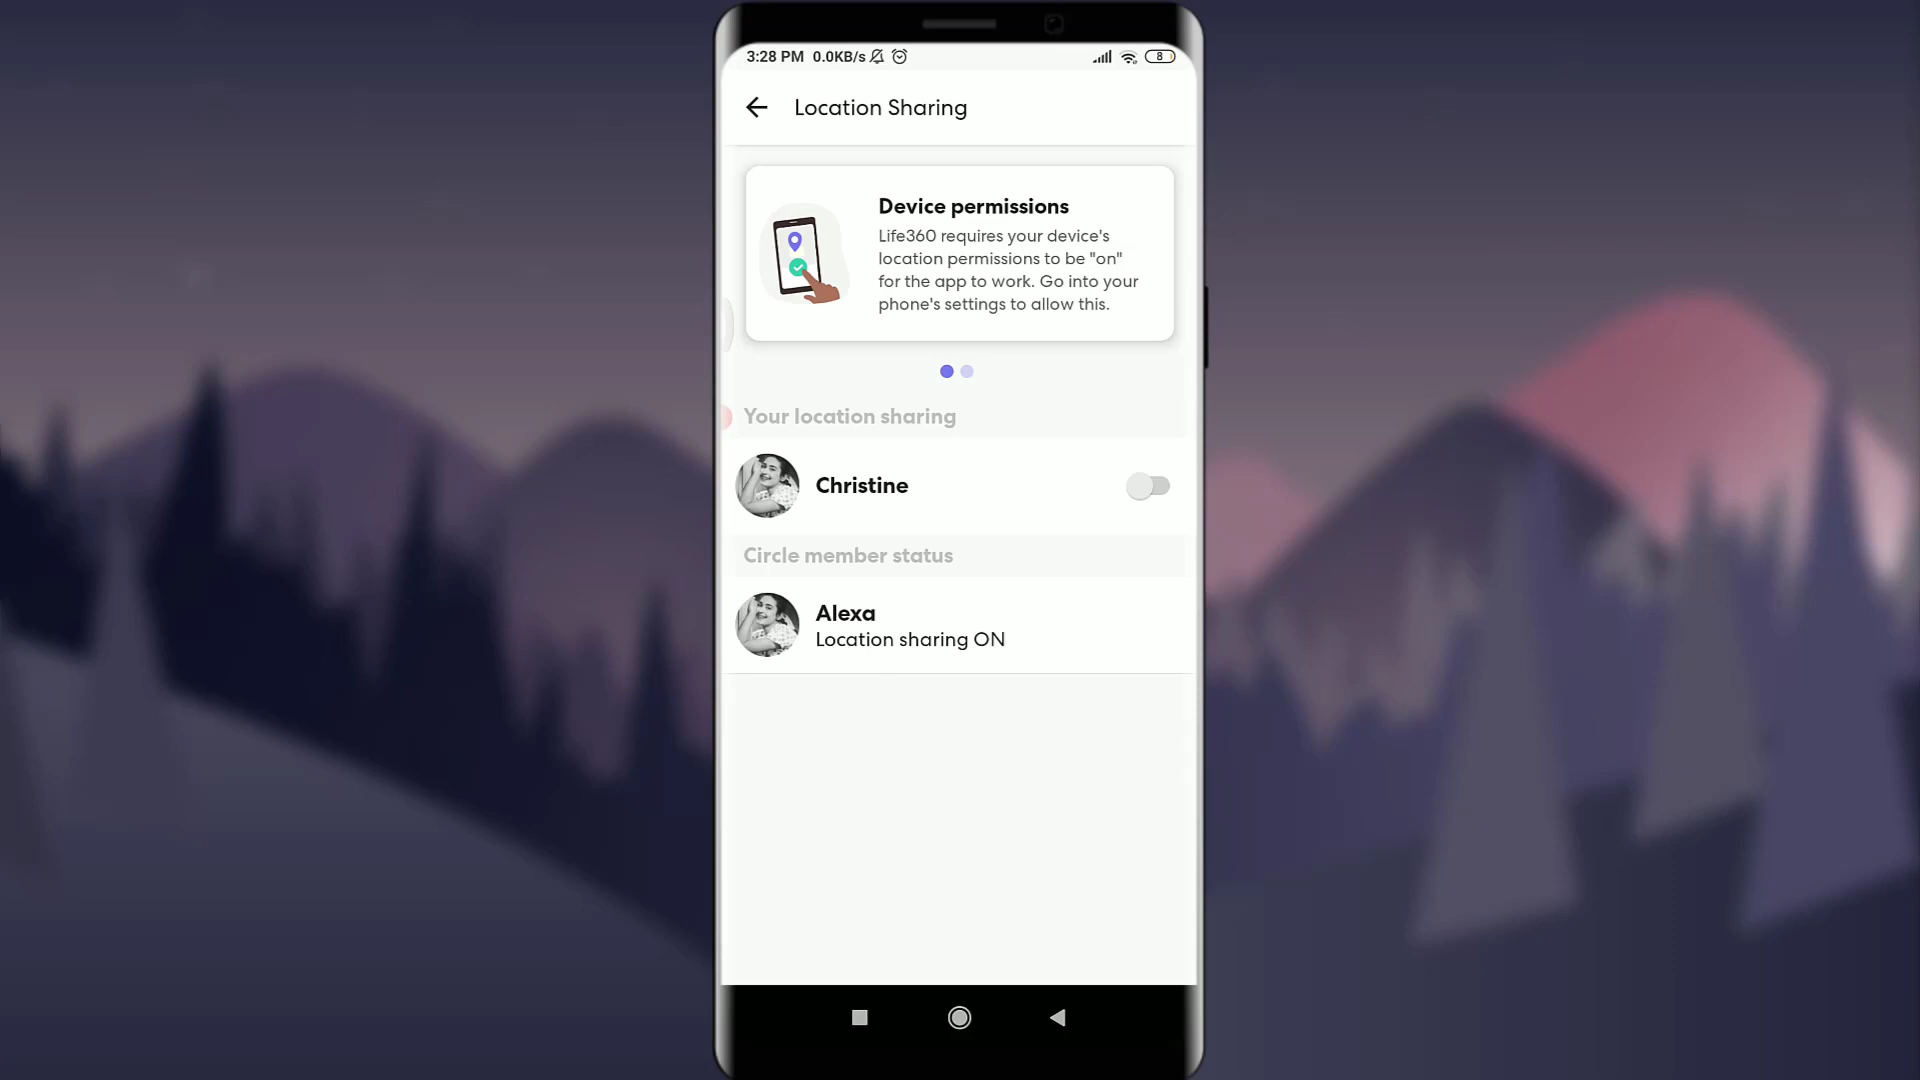 3:28 PM 0.0KB/s 8
Location Sharing
Device permissions
Life360 requires your device's
location permissions to be "on"
for the app to work. Go into your
phone's settings to allow this.
Your location sharing
Christine
Circle member status
Alexa
Location sharing ON